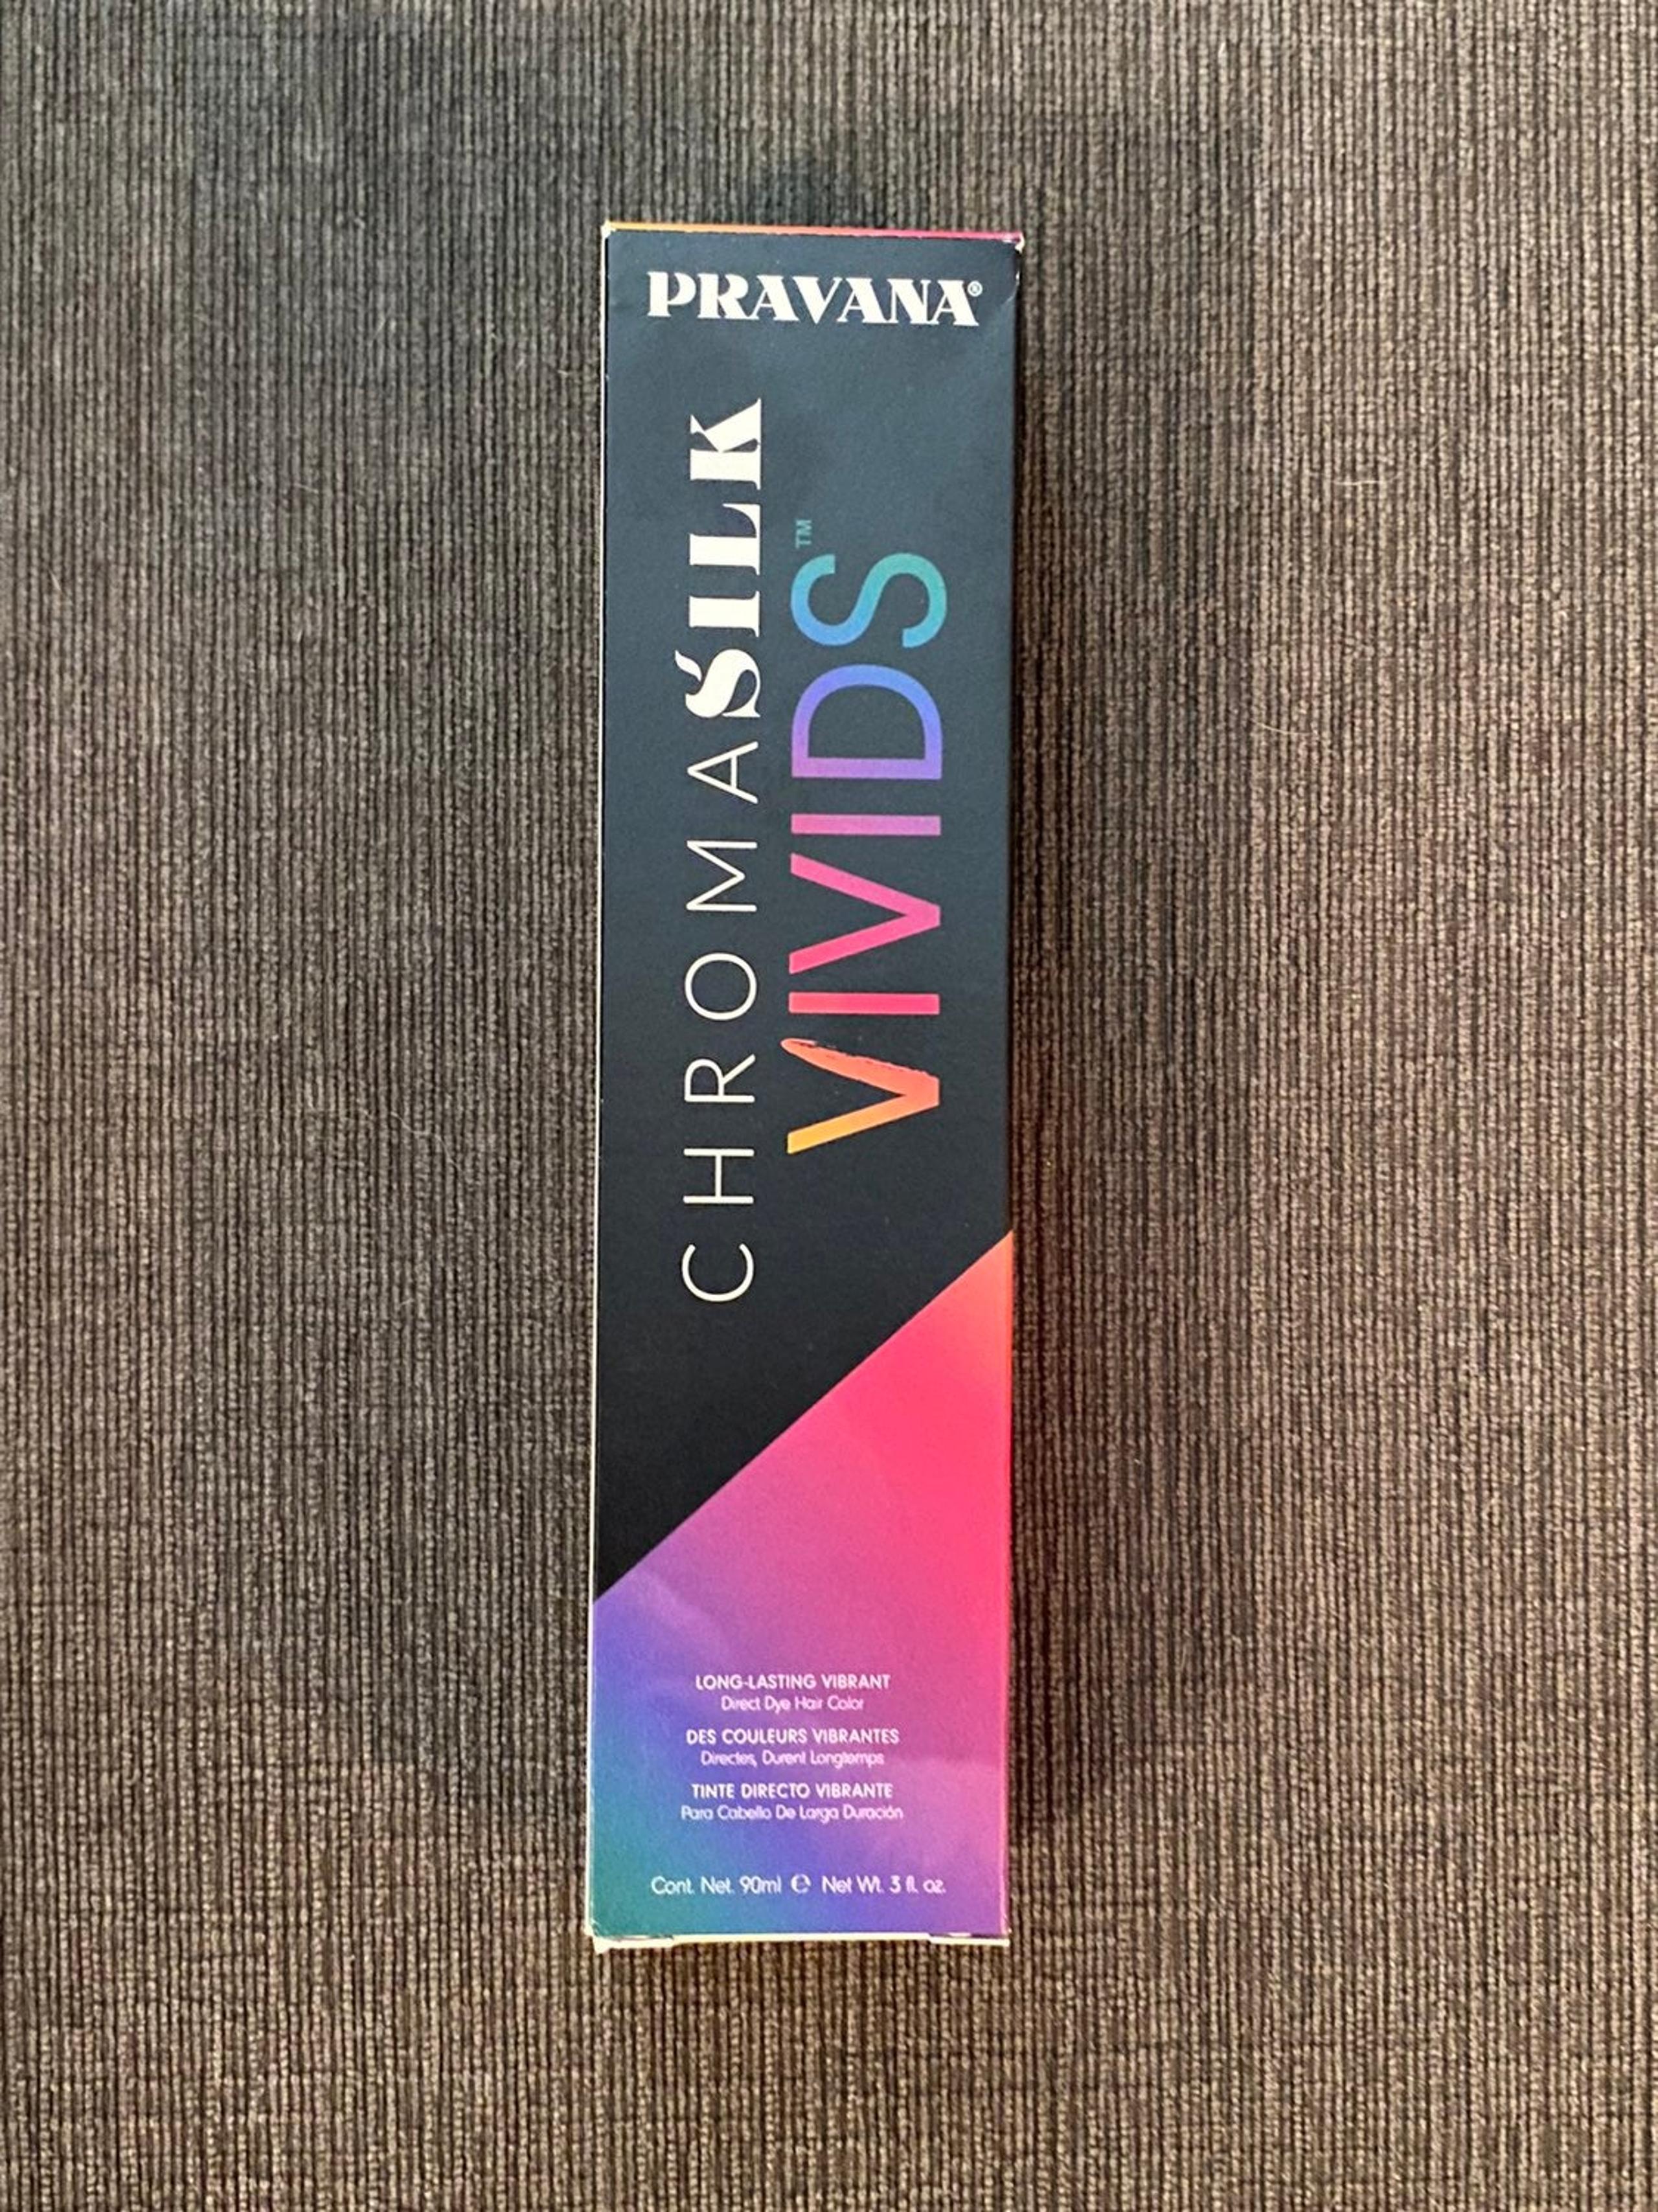 PRAVANA®
CHROMASILK
VIVIDS™
LONG-LASTING VIBRANT
Direct Dye Hair Color
DES COULEURS VIBRANTES
Directes, Durent Longtemps
TINTE DIRECTO VIBRANTE
Para Cabello De Larga Duración
Cont. Net. 90ml ℮ Net Wt. 3 fl. oz.